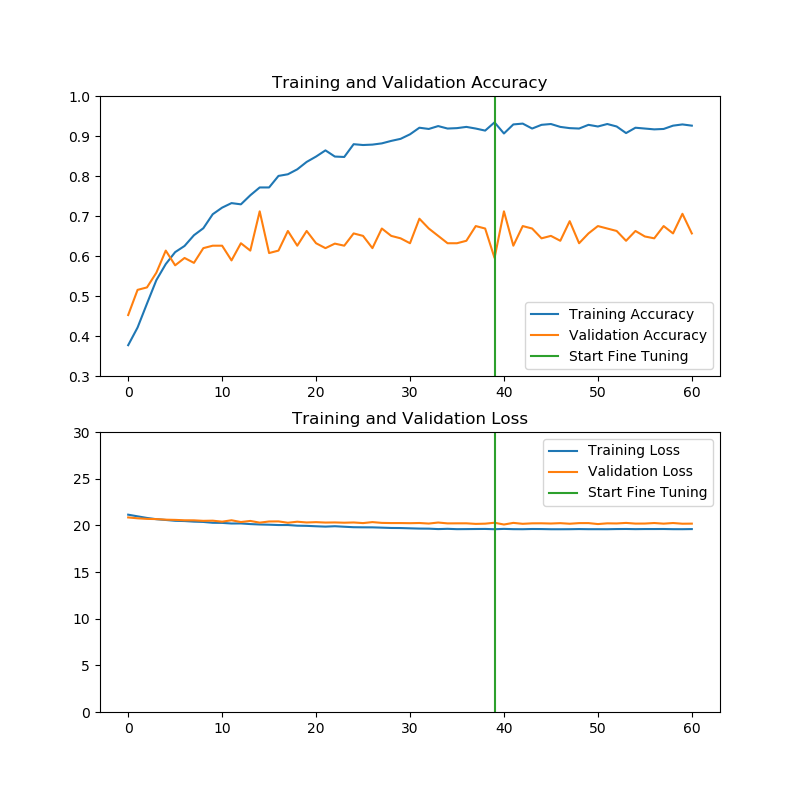 Training and Validation Accuracy
1.0
0.9
0.8
0.7
0.6
0.5
0.4
0.3
Training Accuracy
Validation Accuracy
Start Fine Tuning
0 10 20 30 40 50 60
Training and Validation Loss
30
25
20
15
10
5
0
Training Loss
Validation Loss
Start Fine Tuning
0 10 20 30 40 50 60